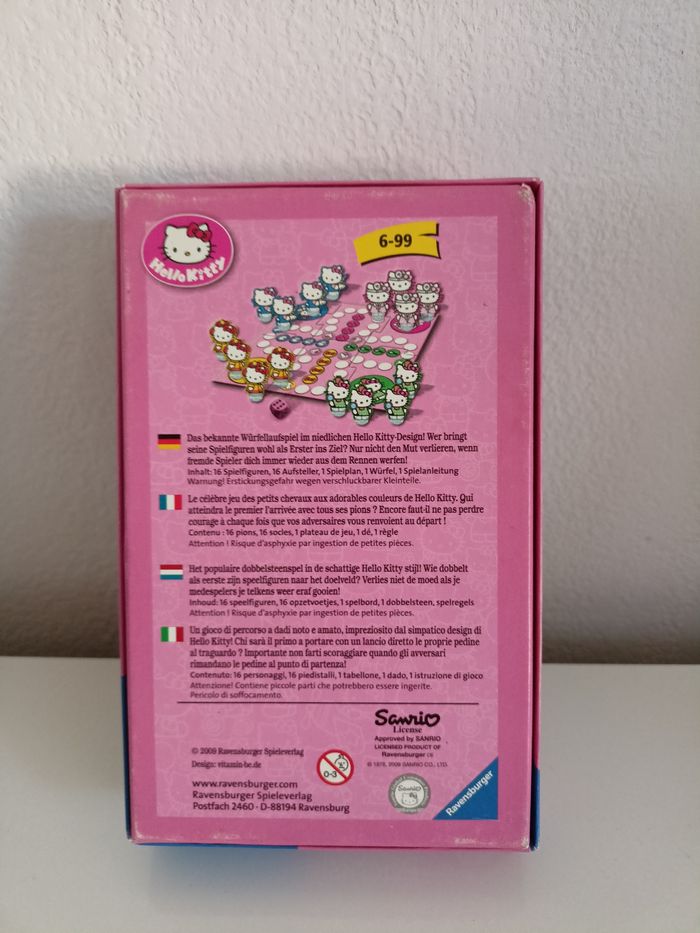 Hello Kitty
6-99
Das bekannte Würfellaufspiel im niedlichen Hello Kitty-Design! Wer bringt
seine Spielfiguren wohl als Erster ins Ziel? Nur nicht den Mut verlieren, wenn
fremde Spieler dich immer wieder aus dem Rennen werfen!
Inhalt: 16 Spielfiguren, 16 Aufsteller, 1 Spielplan, 1 Würfel, 1 Spielanleitung
Warnung! Erstickungsgefahr wegen verschluckbarer Kleinteile.
Le célèbre jeu des petits chevaux aux adorables couleurs de Hello Kitty. Qui
atteindra le premier l'arrivée avec tous ses pions ? Encore faut-il ne pas perdre
courage à chaque fois que vos adversaires vous renvoient au départ !
Contenu : 16 pions, 16 socles, 1 plateau de jeu, 1 dé, 1 règle
Attention ! Risque d'asphyxie par ingestion de petites pièces.
Het populaire dobbelsteenspel in de schattige Hello Kitty stijl! Wie dobbelt
als eerste zijn speelfiguren naar het doelveld? Verlies niet de moed als je
medespelers je telkens weer eraf gooien!
Inhoud: 16 speelfiguren, 16 opzetvoetjes, 1 spelbord, 1 dobbelsteen, spelregels
Attention ! Risque d'asphyxie par ingestion de petites pièces.
Un gioco di percorso a dadi noto e amato, impreziosito dal simpatico design di
Hello Kitty! Chi sarà il primo a portare con un lancio diretto le proprie pedine
al traguardo ? Importante non farti scoraggiare quando gli avversari
rimandano le pedine al punto di partenza!
Contenuto: 16 personaggi, 16 piedistalli, 1 tabellone, 1 dado, 1 istruzione di gioco
Attenzione! Contiene piccole parti che potrebbero essere ingerite.
Pericolo di soffocamento.
Sanrio
License
Approved by SANRIO
LICENSED PRODUCT OF
Ravensburger
© 1976, 2009 SANRIO CO., LTD.
© 2009 Ravensburger Spieleverlag
Design: vitamin-be.de
0-3
www.ravensburger.com
Ravensburger Spieleverlag
Postfach 2460 · D-88194 Ravensburg
Sanrio
Ravensburger